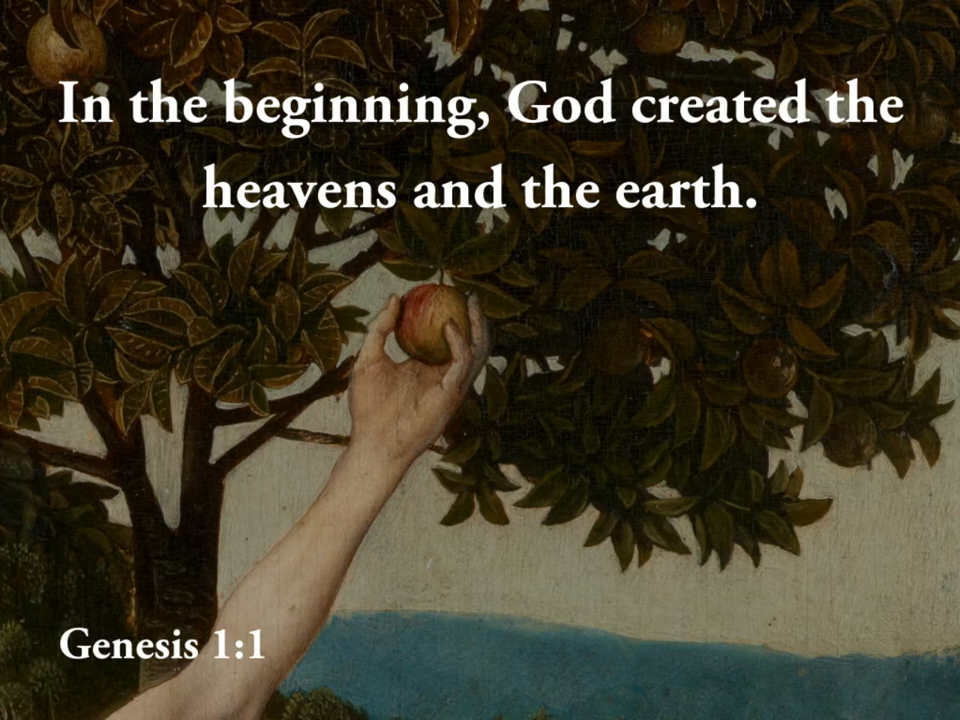 In the beginning, God created the
heavens and the earth.
Genesis 1:1